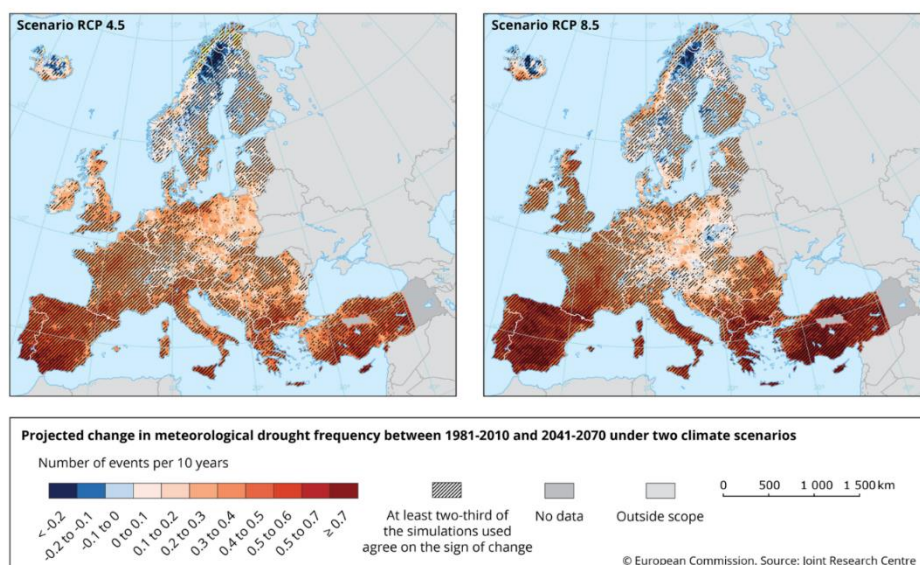 Scenario RCP 4.5
Scenario RCP 8.5
Projected change in meteorological drought frequency between 1981-2010 and 2041-2070 under two climate scenarios
Number of events per 10 years
< -0.2
-0.2 to -0.1
-0.1 to 0
0 to 0.1
0.1 to 0.2
0.2 to 0.3
0.3 to 0.4
0.4 to 0.5
0.5 to 0.6
0.5 to 0.7
≥ 0.7
At least two-third of
the simulations used
agree on the sign of change
No data
Outside scope
0 500 1 000 1 500 km
© European Commission. Source: Joint Research Centre